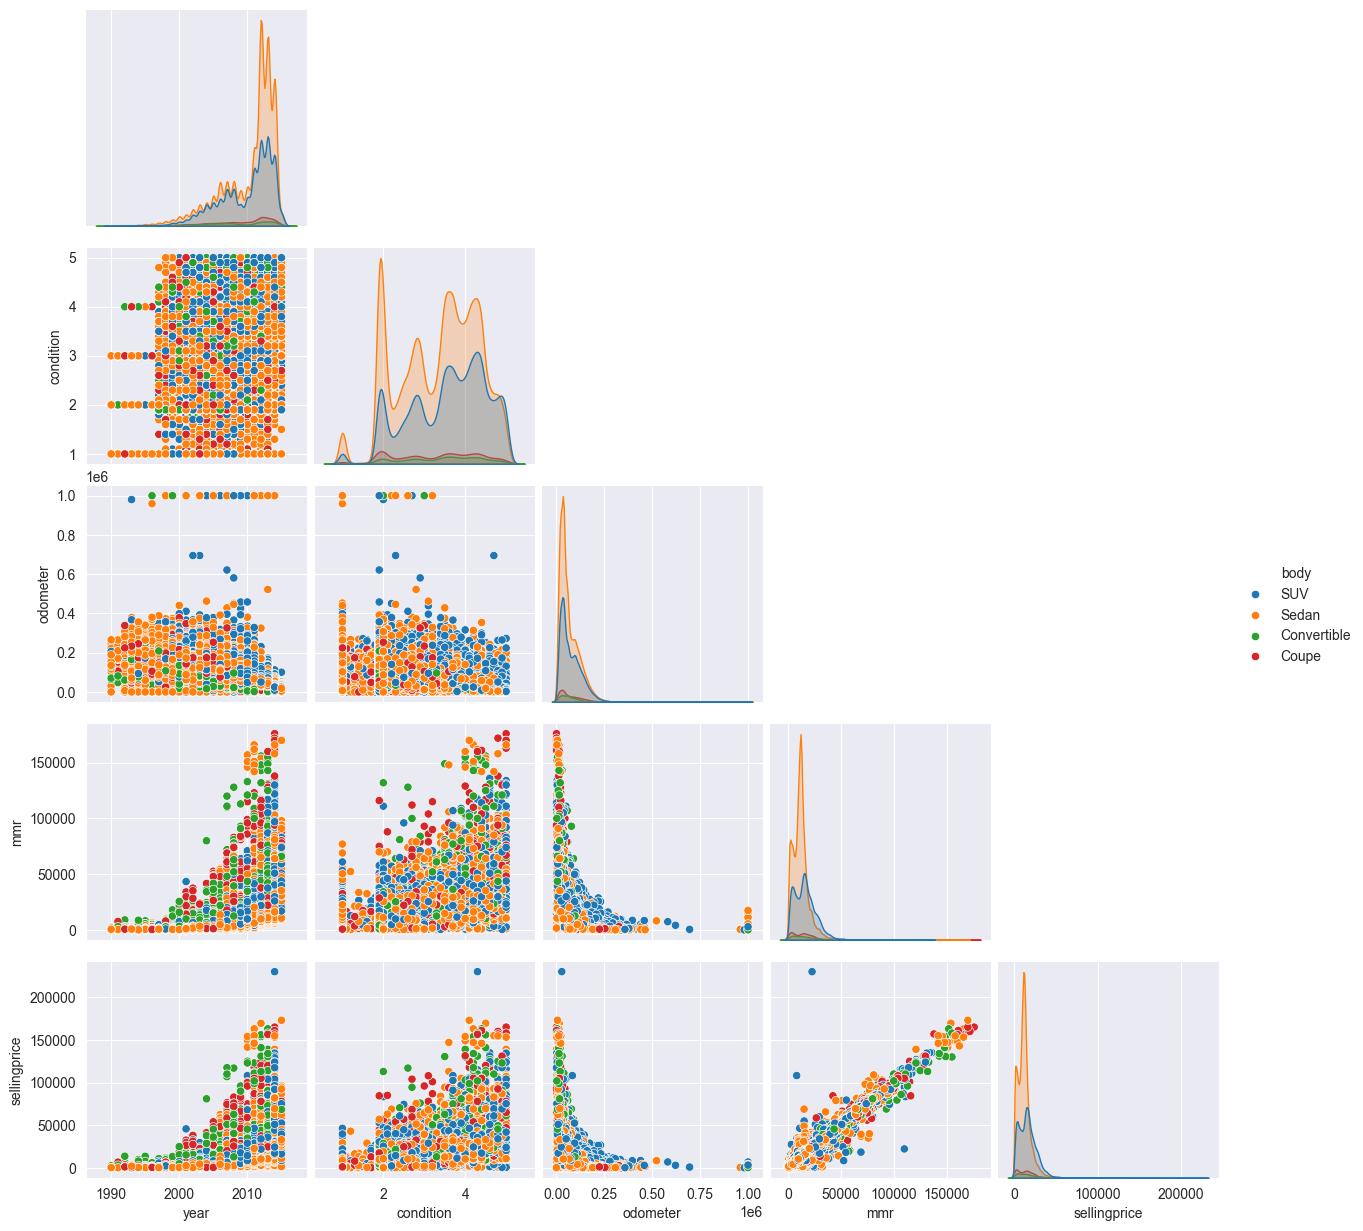 5
4
3
2
1
condition
1e6
1.0
0.8
0.6
0.4
0.2
0.0
odometer
body
SUV
Sedan
Convertible
Coupe
150000
100000
50000
0
mmr
200000
150000
100000
50000
0
sellingprice
1990 2000 2010
2 4
0.00 0.25 0.50 0.75 1.00
1e6
0 50000 100000 150000
0 100000 200000
year
condition
odometer
mmr
sellingprice